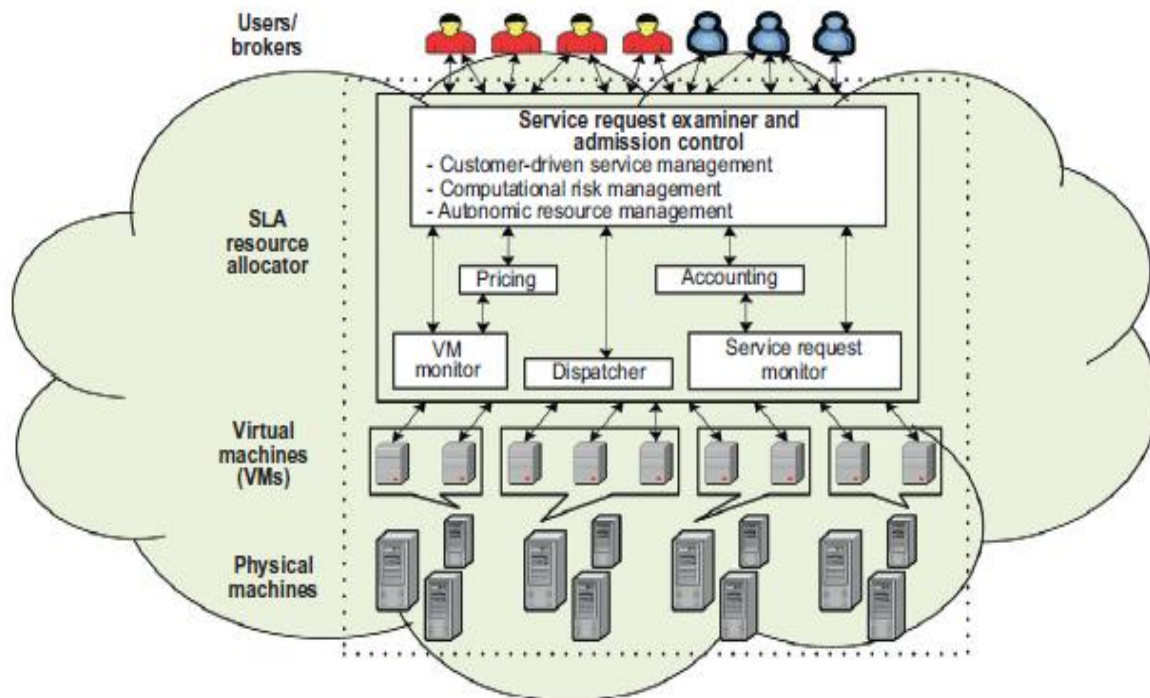 Users/
brokers
Service request examiner and
admission control
- Customer-driven service management
- Computational risk management
- Autonomic resource management
SLA
resource
allocator
Pricing
Accounting
VM
monitor
Dispatcher
Service request
monitor
Virtual
machines
(VMs)
Physical
machines